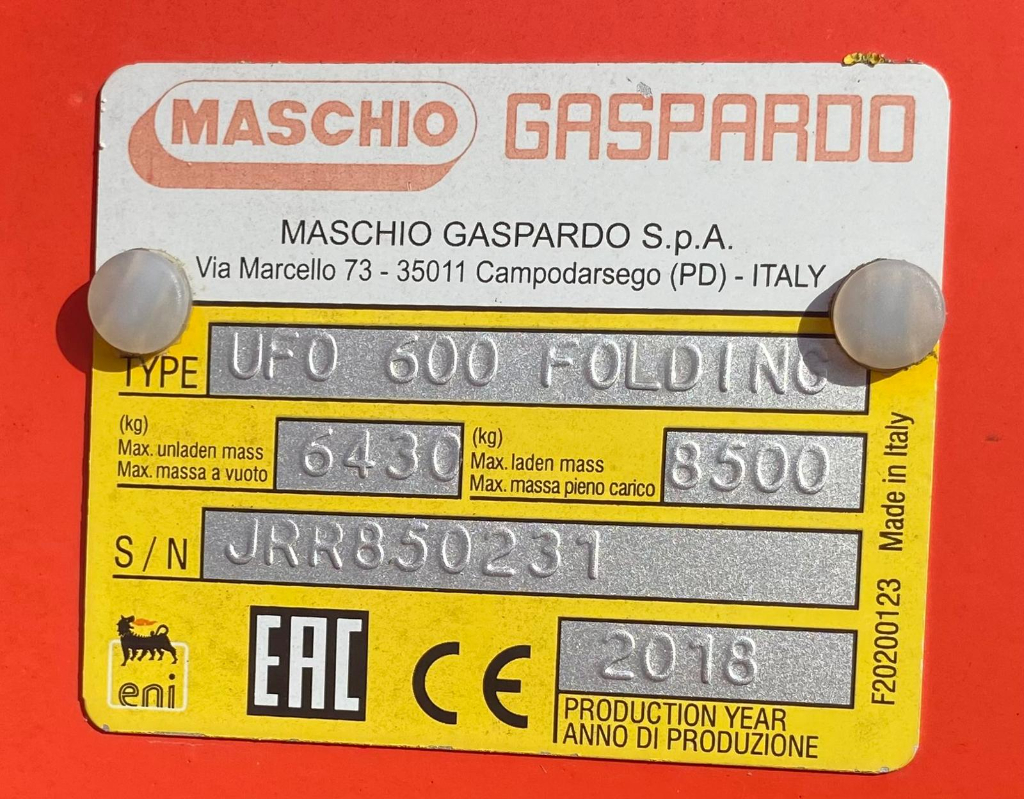 MASCHIO GASPARDO
MASCHIO GASPARDO S.p.A.
Via Marcello 73 - 35011 Campodarsego (PD) - ITALY
TYPE UFO 600 FOLDING
(kg)
Max. unladen mass
Max. massa a vuoto
6430
(kg)
Max. laden mass
Max. massa pieno carico
8500
S/N JRR850231
eni
EAC
CE
2018
PRODUCTION YEAR
ANNO DI PRODUZIONE
F20200123 Made in Italy